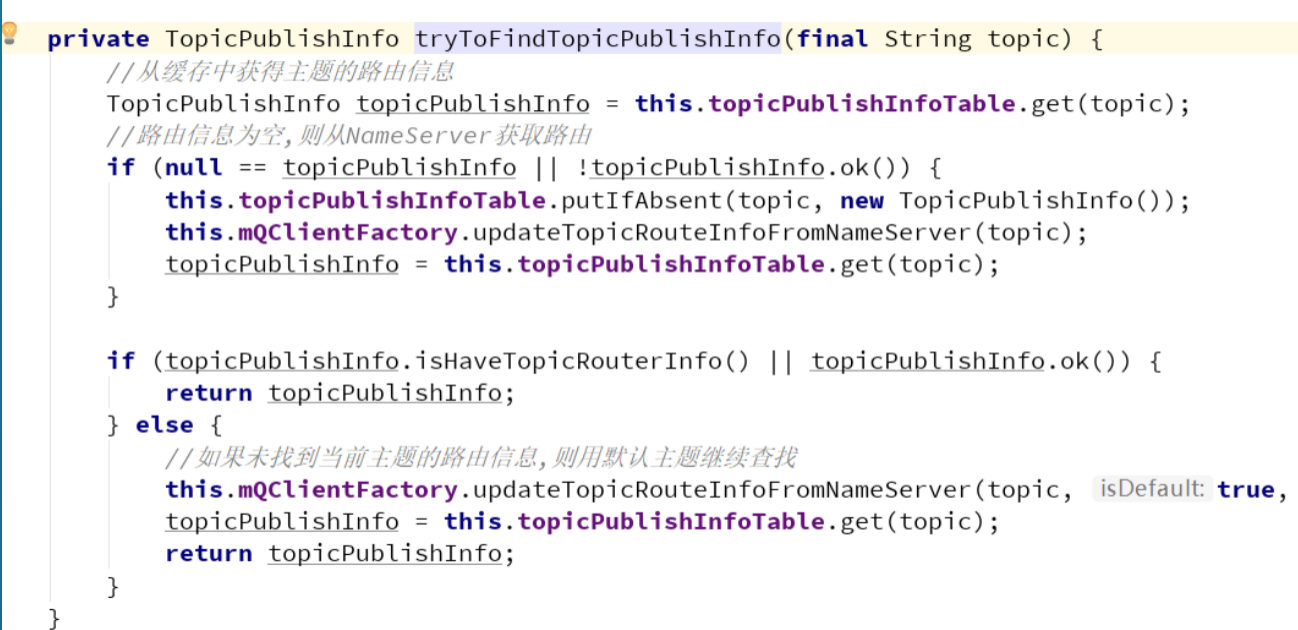 private TopicPublishInfo tryToFindTopicPublishInfo(final String topic) {
//从缓存中获得主题的路由信息
TopicPublishInfo topicPublishInfo = this.topicPublishInfoTable.get(topic);
//路由信息为空,则从NameServer获取路由
if (null == topicPublishInfo || !topicPublishInfo.ok()) {
this.topicPublishInfoTable.putIfAbsent(topic, new TopicPublishInfo());
this.mQClientFactory.updateTopicRouteInfoFromNameServer(topic);
topicPublishInfo = this.topicPublishInfoTable.get(topic);
}
if (topicPublishInfo.isHaveTopicRouterInfo() || topicPublishInfo.ok()) {
return topicPublishInfo;
} else {
//如果未找到当前主题的路由信息,则用默认主题继续查找
this.mQClientFactory.updateTopicRouteInfoFromNameServer(topic, isDefault: true,
topicPublishInfo = this.topicPublishInfoTable.get(topic);
return topicPublishInfo;
}
}